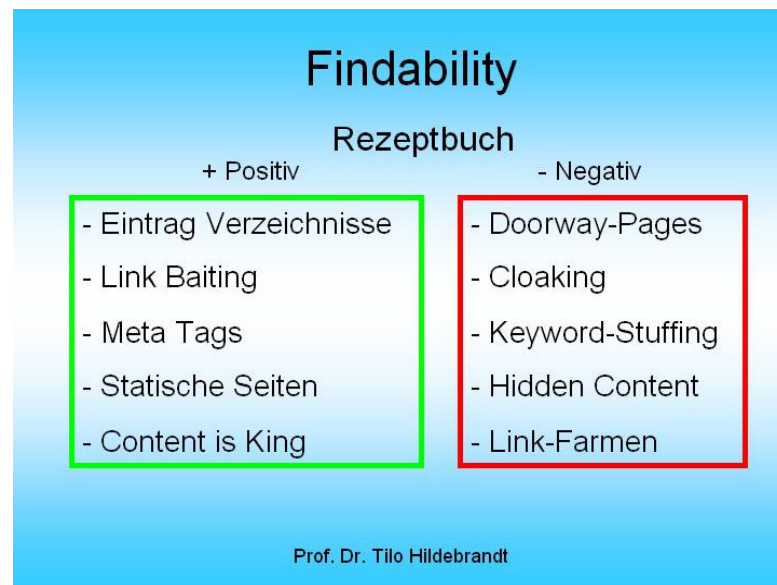 Findability
Rezeptbuch
+ Positiv
- Eintrag Verzeichnisse
- Link Baiting
- Meta Tags
- Statische Seiten
- Content is King
- Negativ
- Doorway-Pages
- Cloaking
- Keyword-Stuffing
- Hidden Content
- Link-Farmen
Prof. Dr. Tilo Hildebrandt